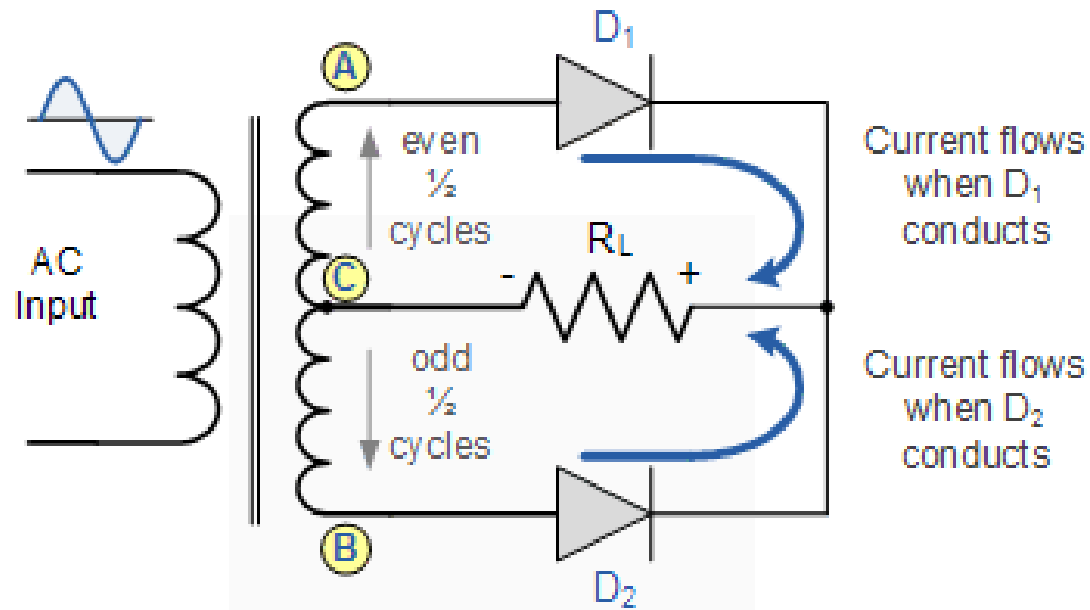 D₁
A
even
½
cycles
Current flows
when D₁
conducts
AC
Input
C
-
RL
+
odd
½
cycles
Current flows
when D₂
conducts
B
D₂